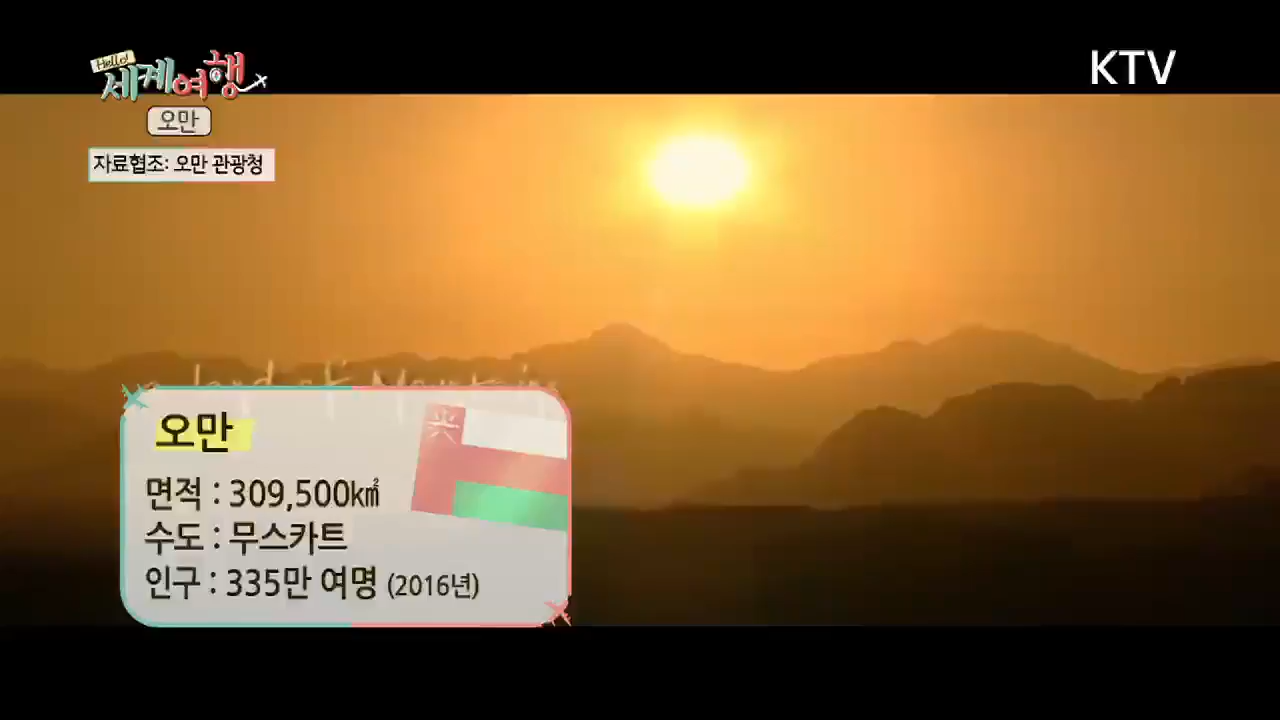 Hello!
세계여행
KTV
오만
자료협조: 오만 관광청
오만
면적 : 309,500㎢
수도 : 무스카트
인구 : 335만 여명 (2016년)